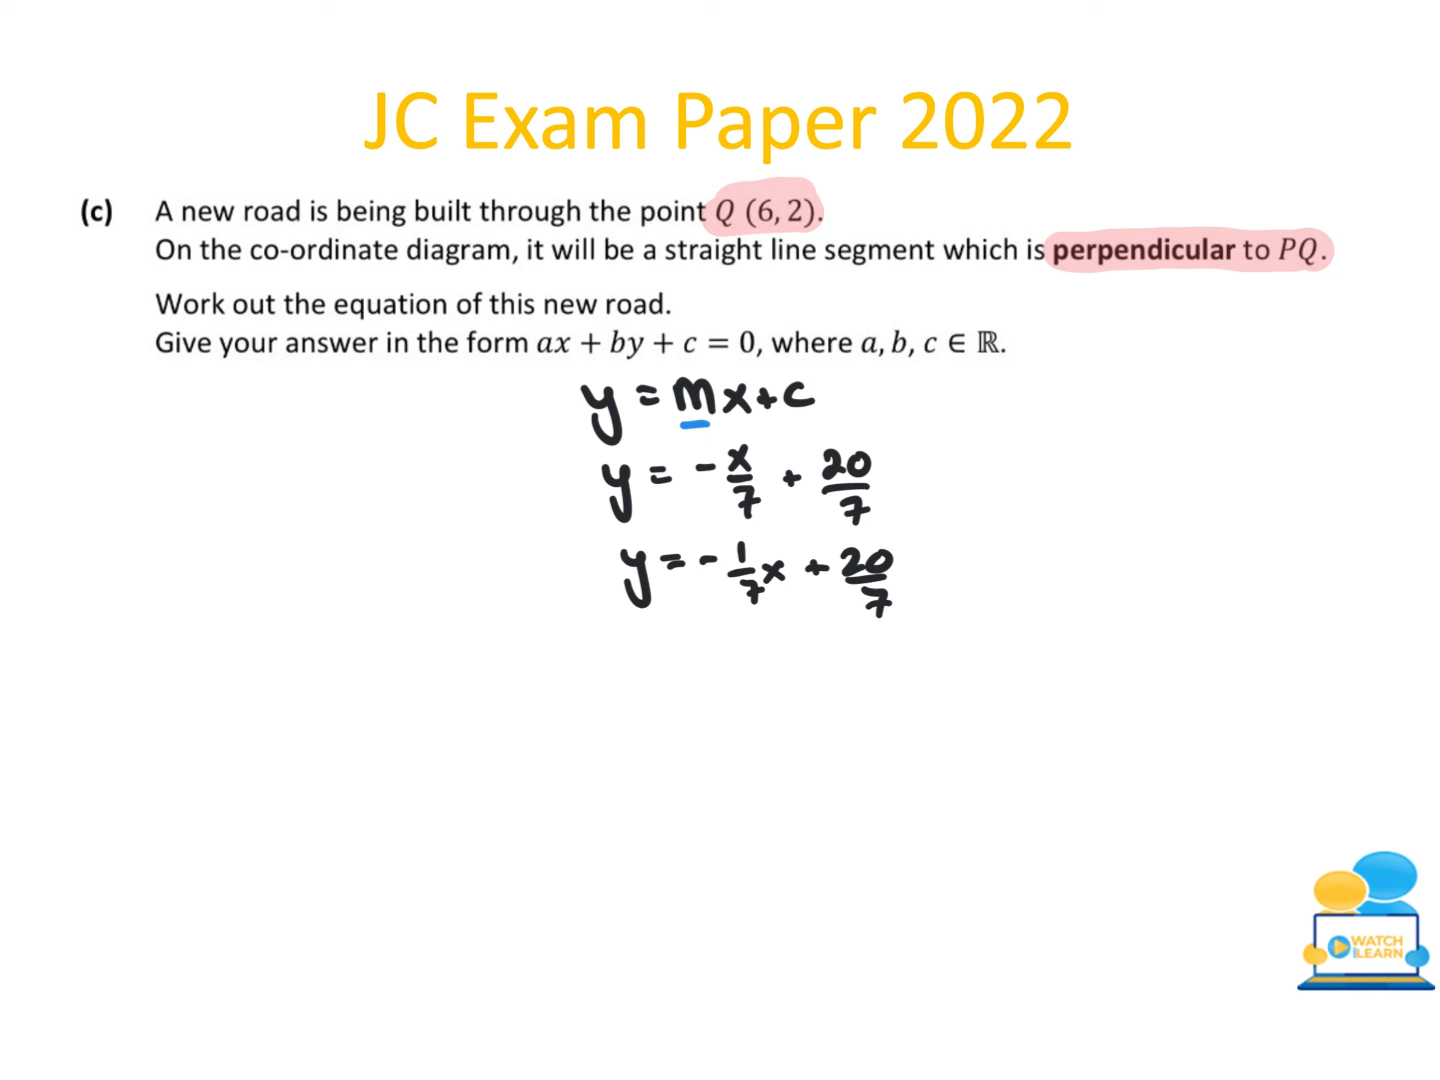 JC Exam Paper 2022
(c) A new road is being built through the point Q (6, 2).
On the co-ordinate diagram, it will be a straight line segment which is perpendicular to PQ.
Work out the equation of this new road.
Give your answer in the form ax + by + c = 0, where a, b, c ∈ ℝ.
y = mx + c
y = - x/7 + 20/7
y = - 1/7 x + 20/7
WATCH
AND LEARN